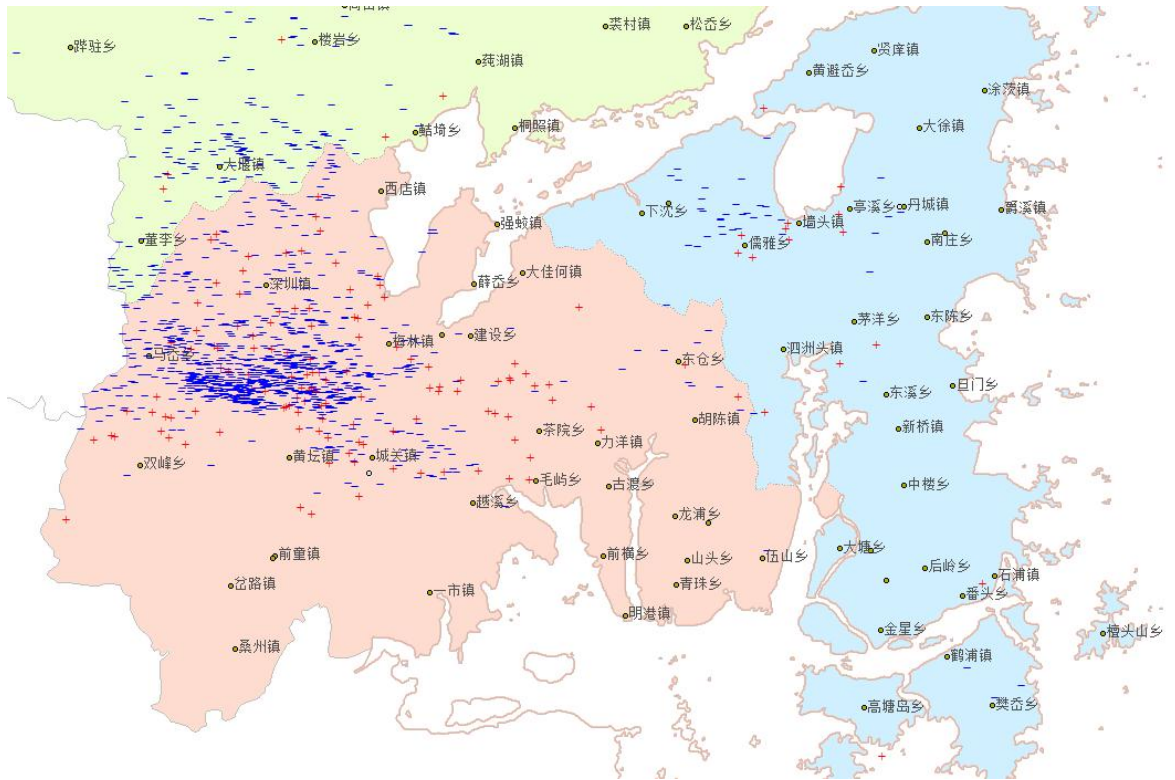 裘村镇
松岙乡
骅驻乡
楼岩乡
莼湖镇
贤庠镇
黄避岙乡
涂茨镇
鲒埼乡
桐照镇
大徐镇
大堰镇
西店镇
下沈乡
亭溪乡
丹城镇
爵溪镇
强蛟镇
墙头镇
董李乡
儒雅乡
南庄乡
大佳何镇
深圳镇
薛岙乡
茅洋乡
东陈乡
建设乡
梅林镇
泗洲头镇
马岙乡
东仓乡
旦门乡
东溪乡
胡陈镇
新桥镇
茶院乡
力洋镇
双峰乡
黄坛镇
城关镇
毛屿乡
古渡乡
中楼乡
越溪乡
龙浦乡
大塘乡
前童镇
前横乡
山头乡
伍山乡
后岭乡
石浦镇
岔路镇
一市镇
青珠乡
番头乡
明港镇
金星乡
檀头山乡
桑州镇
鹤浦镇
高塘岛乡
樊岙乡